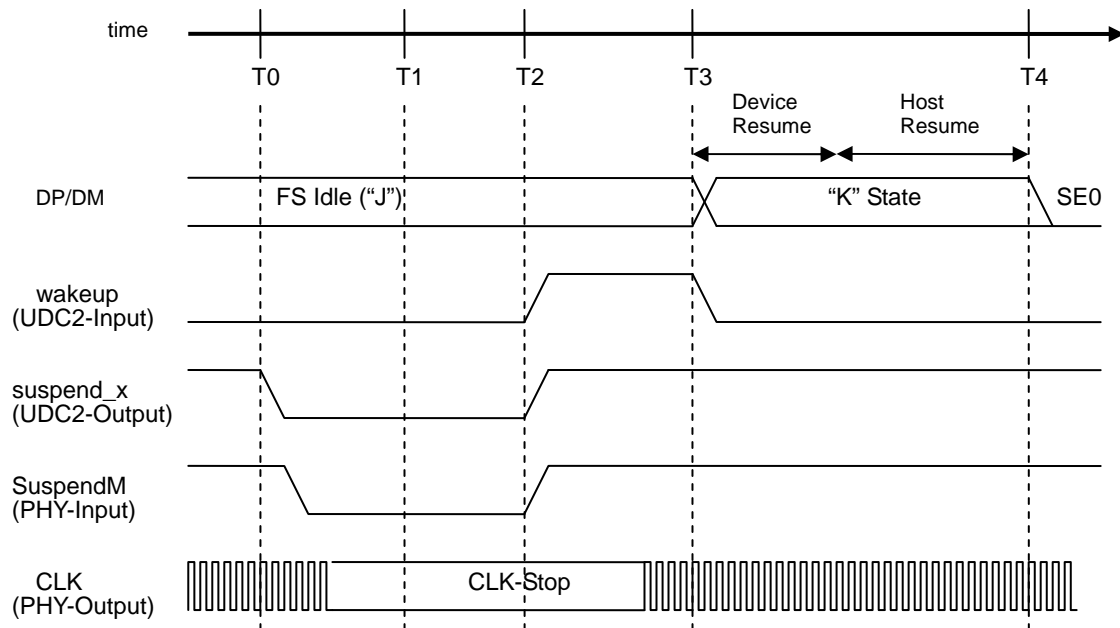 time
T0
T1
T2
T3
T4
Device
Resume
Host
Resume
DP/DM
FS Idle (“J”)
“K” State
SE0
wakeup
(UDC2-Input)
suspend_x
(UDC2-Output)
SuspendM
(PHY-Input)
CLK
(PHY-Output)
CLK-Stop